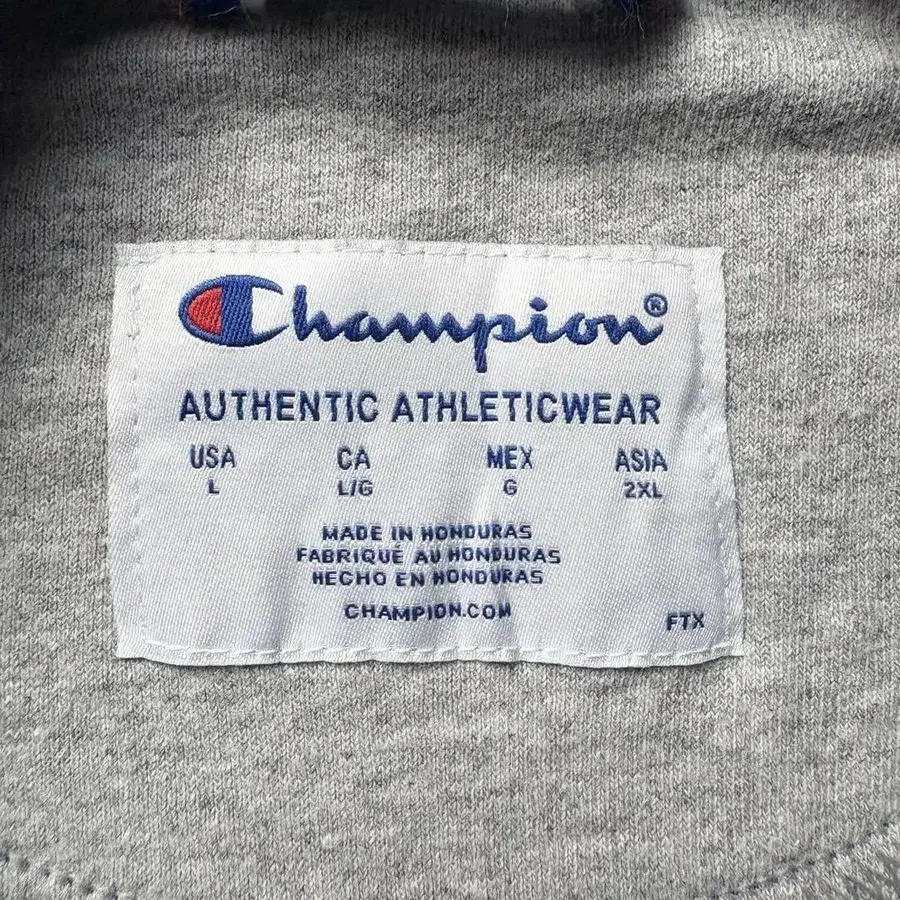 Champion®
AUTHENTIC ATHLETICWEAR
USA CA MEX ASIA
L L/G G 2XL
MADE IN HONDURAS
FABRIQUÉ AU HONDURAS
HECHO EN HONDURAS
CHAMPION.COM
FTX